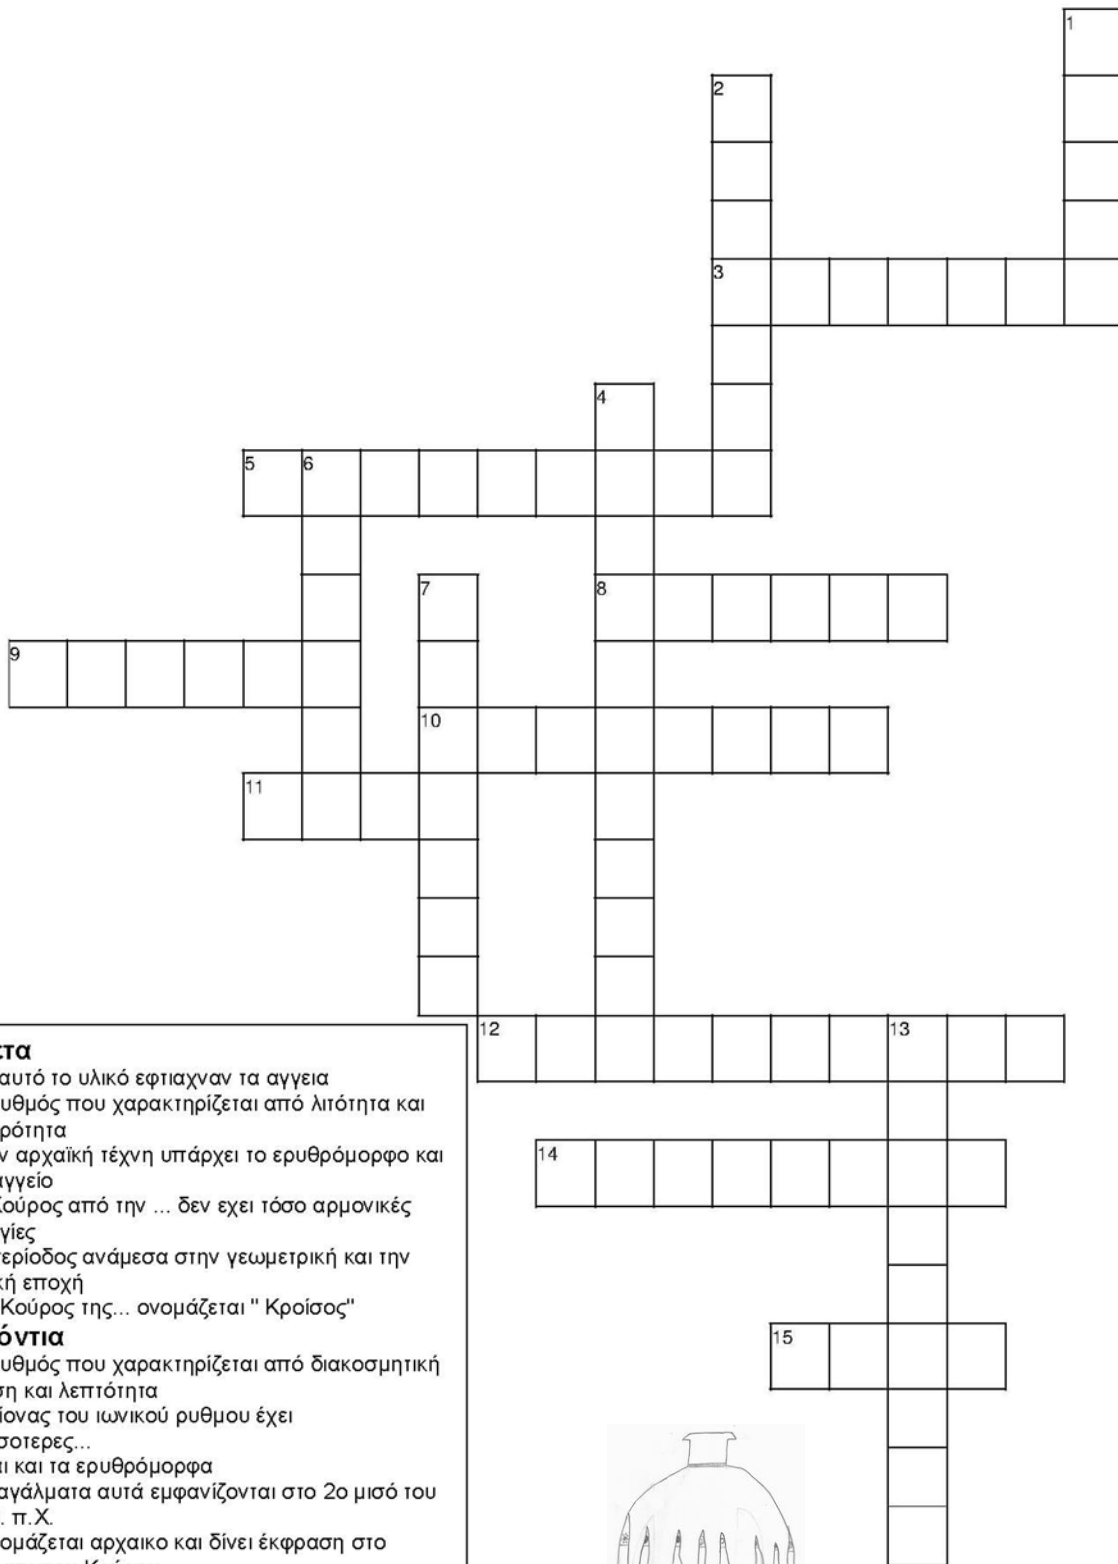 1
2
3
4
5
6
7
8
9
10
11
12
13
14
15
αυτό το υλικό εφτιαχναν τα αγγεια
υθμός που χαρακτηρίζεται από λιτότητα και
ρότητα
ν αρχαϊκή τέχνη υπάρχει το ερυθρόμορφο και
αγγείο
Κούρος από την ... δεν εχει τόσο αρμονικές
γίες
ερίοδος ανάμεσα στην γεωμετρική και την
κή εποχή
Κούρος της... ονομάζεται " Κροίσος"
όντια
υθμός που χαρακτηρίζεται από διακοσμητική
ση και λεπτότητα
ίονας του ιωνικού ρυθμου έχει
σοτερες...
αι και τα ερυθρόμορφα
αγάλματα αυτά εμφανίζονται στο 2ο μισό του
. π.Χ.
ομάζεται αρχαικο και δίνει έκφραση στο